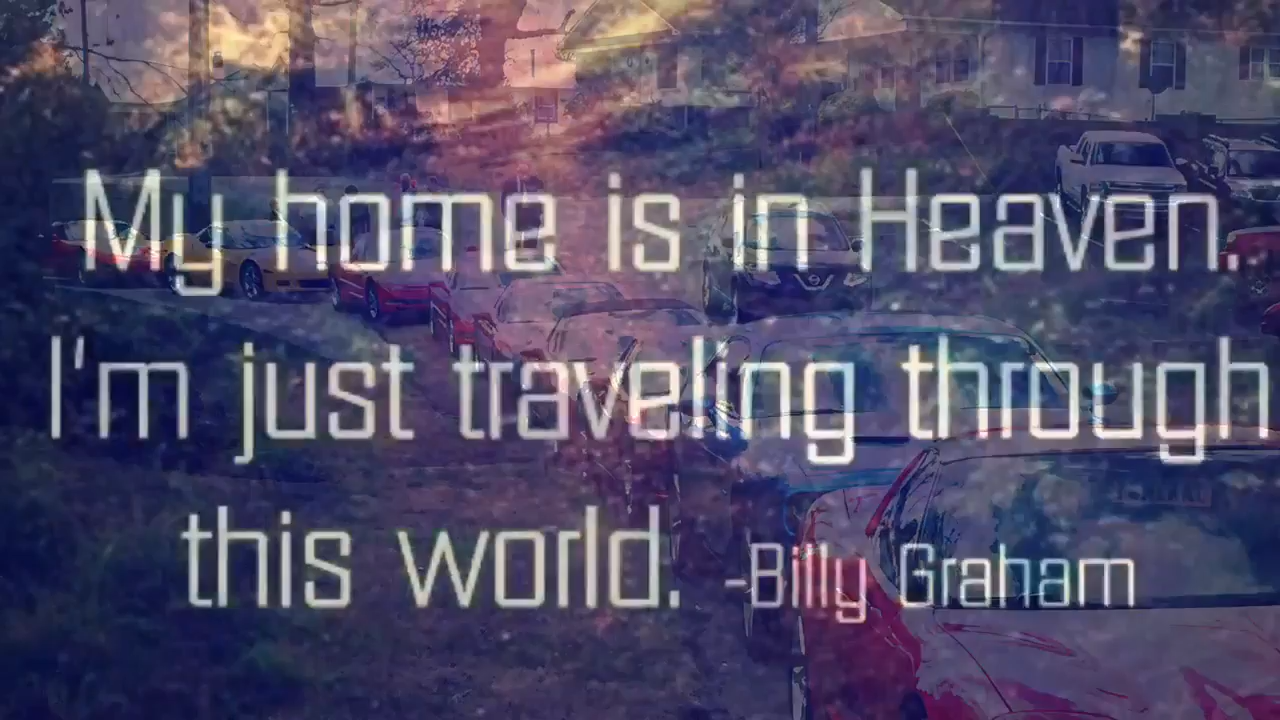 My home is in Heaven.
I'm just traveling through
this world. -Billy Graham